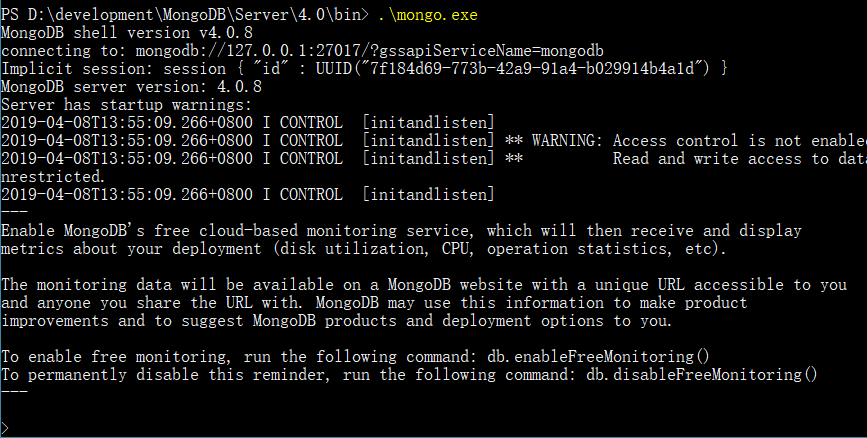 PS D:\development\MongoDB\Server\4.0\bin> .\mongo.exe
MongoDB shell version v4.0.8
connecting to: mongodb://127.0.0.1:27017/?gssapiServiceName=mongodb
Implicit session: session { "id" : UUID("7f184d69-773b-42a9-91a4-b029914b4a1d") }
MongoDB server version: 4.0.8
Server has startup warnings:
2019-04-08T13:55:09.266+0800 I CONTROL  [initandlisten]
2019-04-08T13:55:09.266+0800 I CONTROL  [initandlisten] ** WARNING: Access control is not enabled
2019-04-08T13:55:09.266+0800 I CONTROL  [initandlisten] **          Read and write access to data
nrestricted.
2019-04-08T13:55:09.266+0800 I CONTROL  [initandlisten]
---
Enable MongoDB's free cloud-based monitoring service, which will then receive and display
metrics about your deployment (disk utilization, CPU, operation statistics, etc).
The monitoring data will be available on a MongoDB website with a unique URL accessible to you
and anyone you share the URL with. MongoDB may use this information to make product
improvements and to suggest MongoDB products and deployment options to you.
To enable free monitoring, run the following command: db.enableFreeMonitoring()
To permanently disable this reminder, run the following command: db.disableFreeMonitoring()
---
>